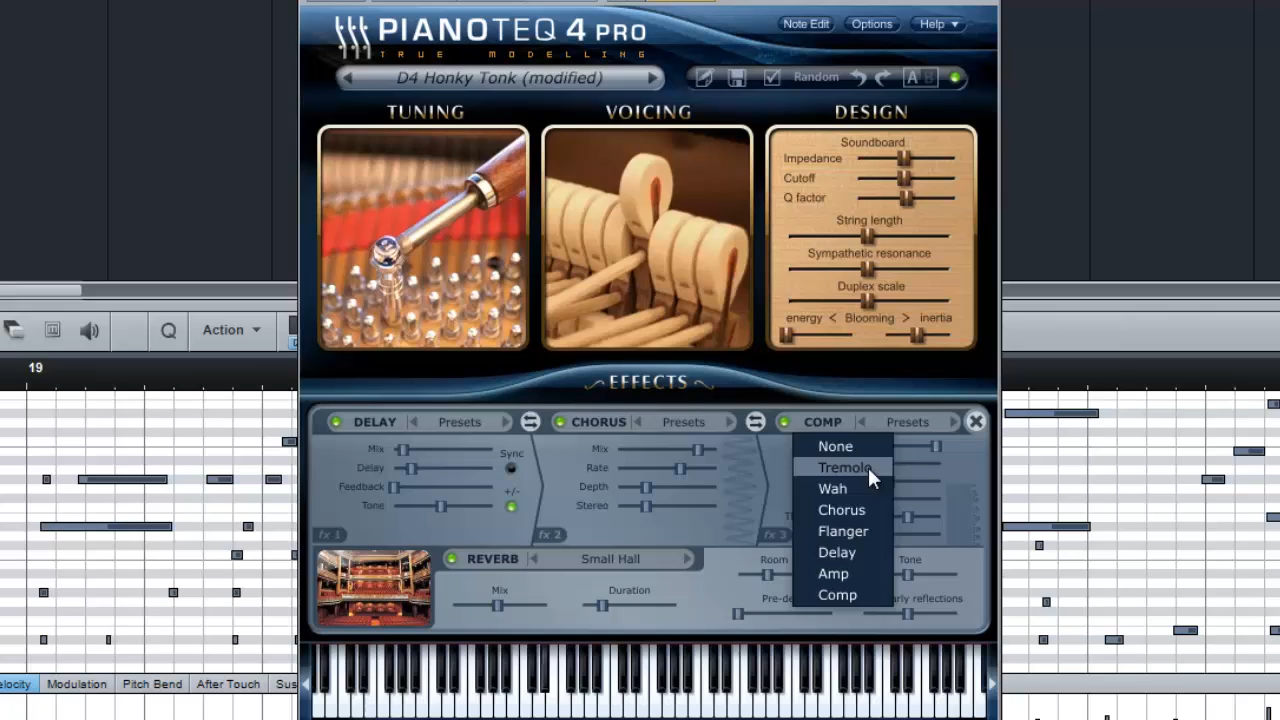 PIANOTEQ 4 PRO
TRUE MODELLING
Note Edit
Options
Help
D4 Honky Tonk (modified)
Random
A B
TUNING
VOICING
DESIGN
Soundboard
Impedance
Cutoff
Q factor
String length
Sympathetic resonance
Duplex scale
energy < Blooming > inertia
Q
Action
19
EFFECTS
DELAY
Presets
CHORUS
Presets
COMP
Presets
Mix
Sync
Delay
Feedback
+/-
Tone
fx 1
Mix
Rate
Depth
Stereo
fx 2
fx 3
None
Tremolo
Wah
Chorus
Flanger
Delay
Amp
Comp
REVERB
Small Hall
Mix
Duration
Room
Tone
Pre-de
arly reflections
elocity
Modulation
Pitch Bend
After Touch
Sus